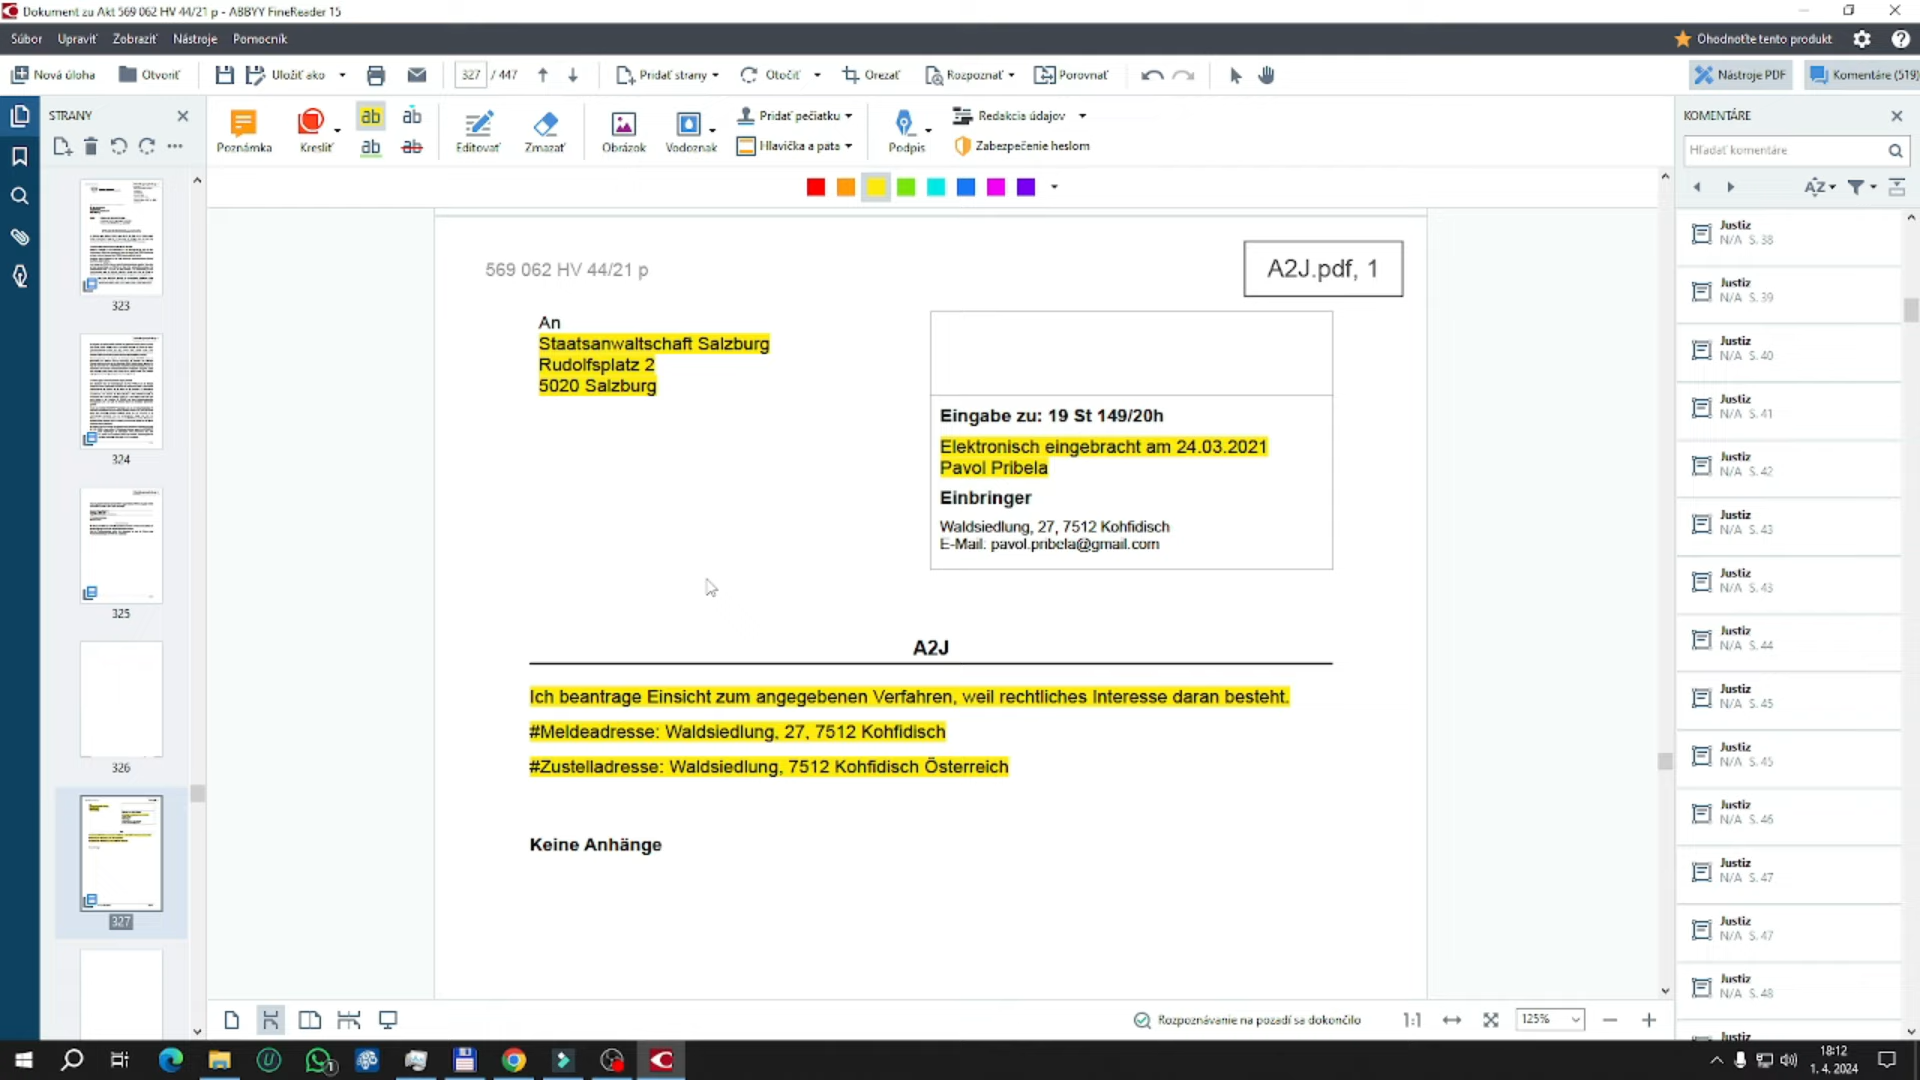 Dokument zu Akt 569 062 HV 44/21 p - ABBYY FineReader 15
Súbor Upraviť Zobraziť Nástroje Pomocník Ohodnoťte tento produkt
Nová úloha Otvoriť Uložiť ako 327 / 447 Pridať strany Otočiť Orezať Rozpoznať Porovnať Nástroje PDF Komentáre (519)
STRANY
Poznámka Kresliť Editovať Zmazať Obrázok Vodoznak Pridať pečiatku Hlavička a pata Podpis Redakcia údajov Zabezpečenie heslom
KOMENTÁRE
Hľadať komentáre
323
324
325
326
327
569 062 HV 44/21 p
A2J.pdf, 1
An
Staatsanwaltschaft Salzburg
Rudolfsplatz 2
5020 Salzburg
Eingabe zu: 19 St 149/20h
Elektronisch eingebracht am 24.03.2021
Pavol Pribela
Einbringer
Waldsiedlung, 27, 7512 Kohfidisch
E-Mail: pavol.pribela@gmail.com
A2J
Ich beantrage Einsicht zum angegebenen Verfahren, weil rechtliches Interesse daran besteht.
#Meldeadresse: Waldsiedlung, 27, 7512 Kohfidisch
#Zustelladresse: Waldsiedlung, 7512 Kohfidisch Österreich
Keine Anhänge
Justiz
N/A S. 38
Justiz
N/A S. 39
Justiz
N/A S. 40
Justiz
N/A S. 41
Justiz
N/A S. 42
Justiz
N/A S. 43
Justiz
N/A S. 43
Justiz
N/A S. 44
Justiz
N/A S. 45
Justiz
N/A S. 45
Justiz
N/A S. 46
Justiz
N/A S. 47
Justiz
N/A S. 47
Justiz
N/A S. 48
Justiz
Rozpoznávanie na pozadí sa dokončilo
1:1
125%
18:12
1. 4. 2024